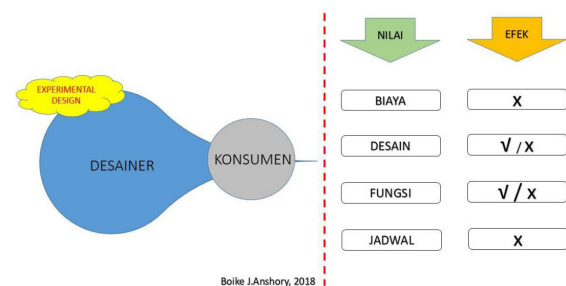 EXPERIMENTAL
DESIGN
DESAINER
KONSUMEN
NILAI
EFEK
BIAYA
X
DESAIN
√ / X
FUNGSI
√ / X
JADWAL
X
Boike J.Anshory, 2018